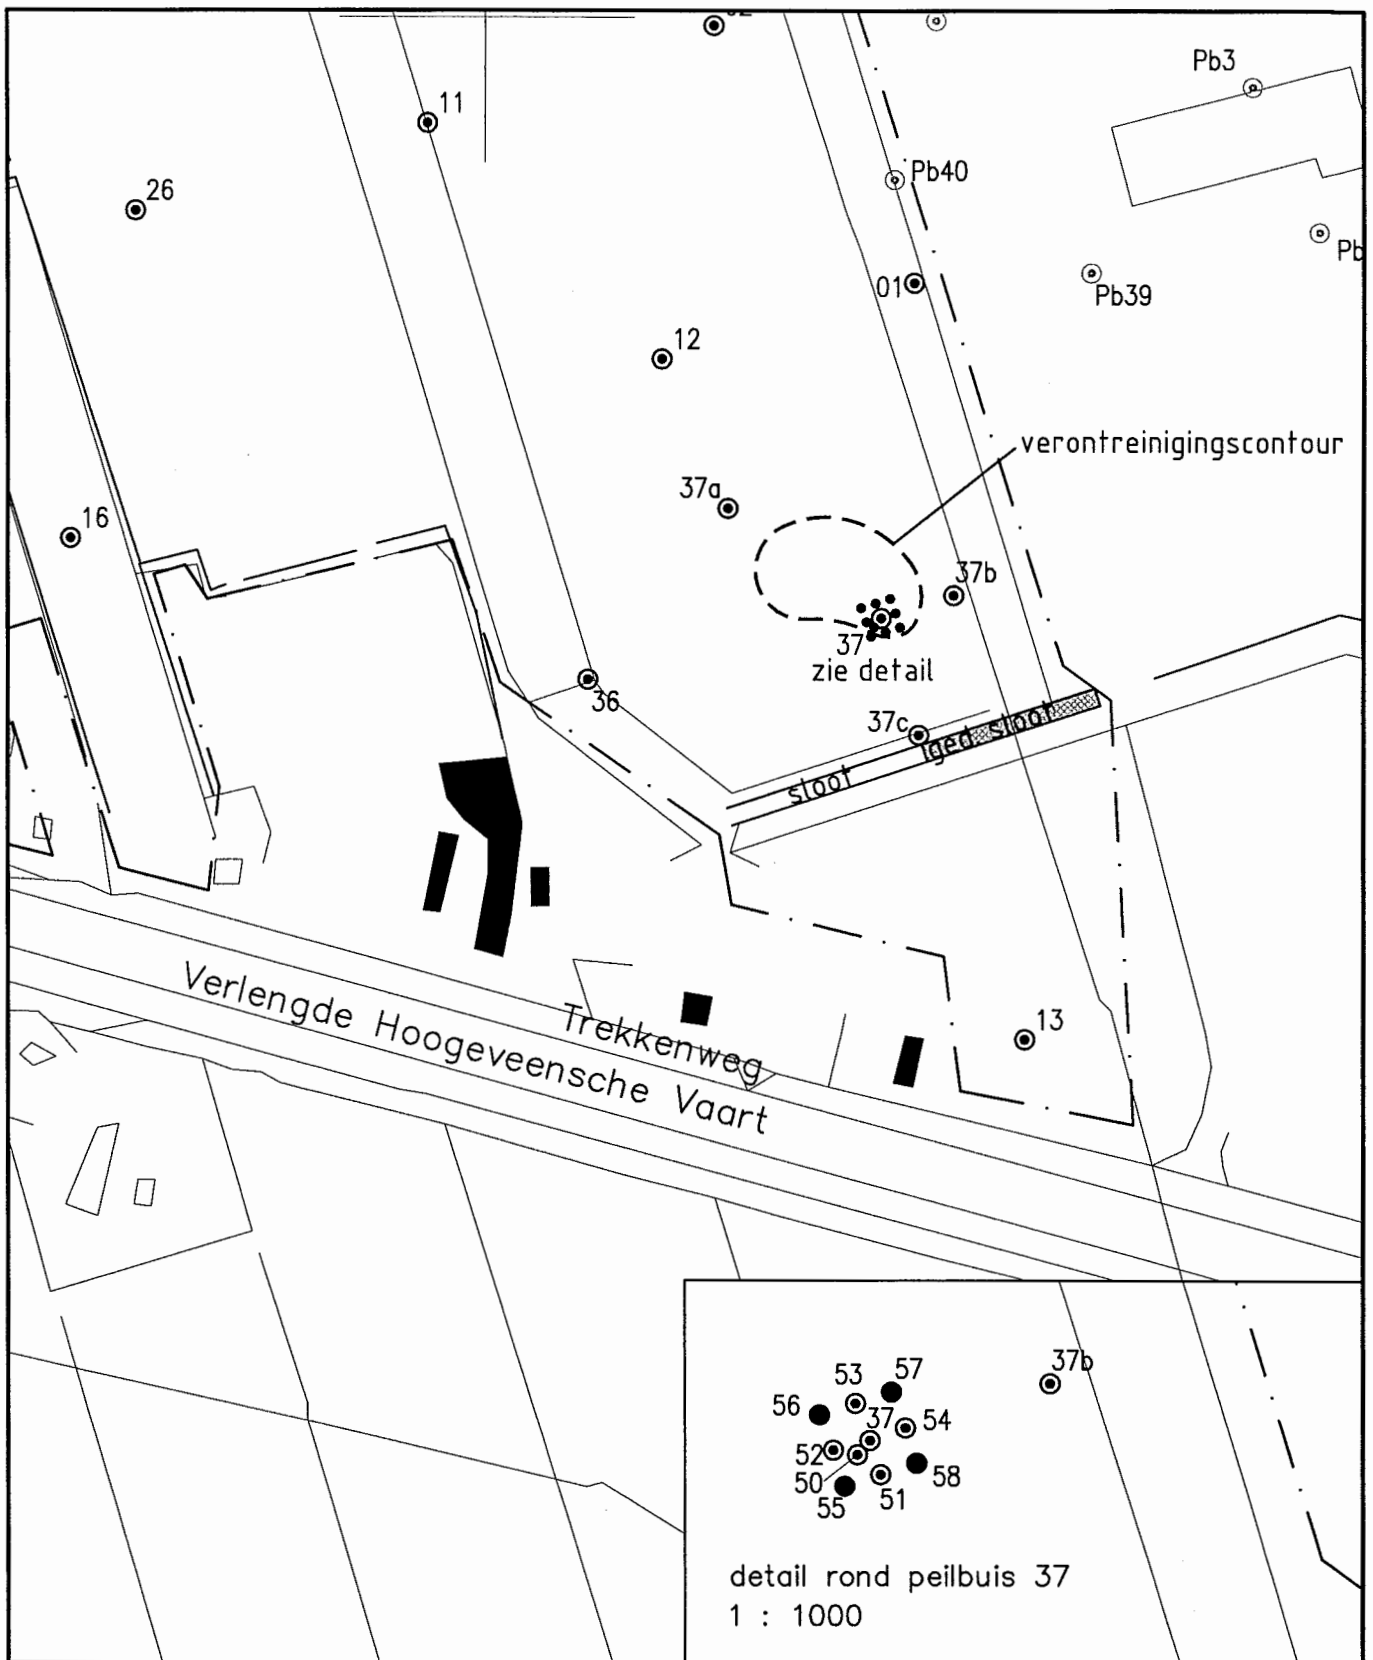 Pb3
11
Pb40
26
Pb
01
Pb39
12
verontreinigingscontour
37a
16
37b
37
zie detail
36
37c
ged. sloot
sloot
Verlengde Hoogeveensche Vaart
Trekkenweg
13
37b
57
53
56
37
54
52
50
58
51
55
detail rond peilbuis 37
1 : 1000